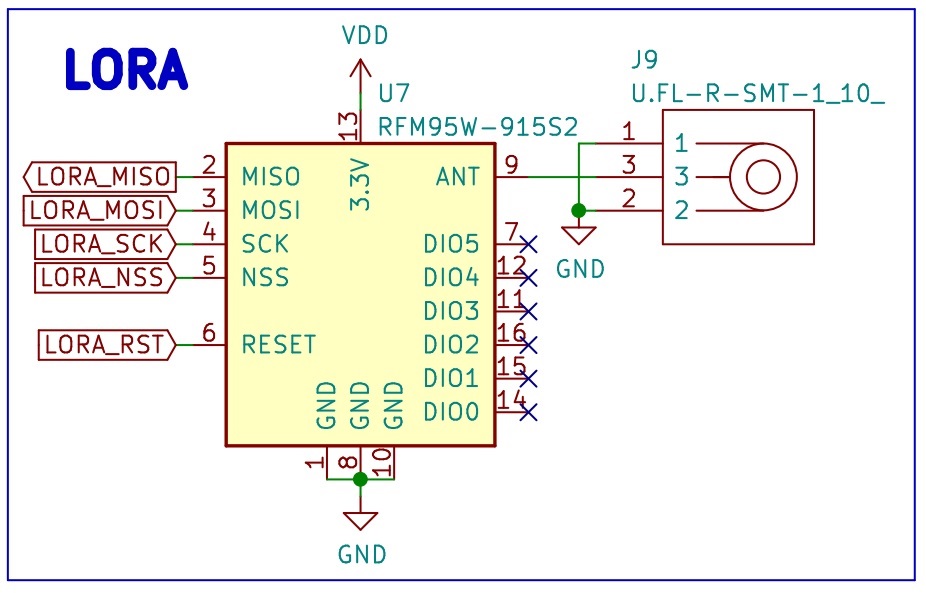 LORA
VDD
J9
U.FL-R-SMT-1_10_
U7
RFM95W-915S2
13
3.3V
LORA_MISO 2 MISO
ANT 9
LORA_MOSI 3 MOSI
LORA_SCK 4 SCK
DIO5 7
LORA_NSS 5 NSS
DIO4 12
DIO3 11
LORA_RST 6 RESET
DIO2 16
DIO1 15
DIO0 14
GND GND GND
1 8 10
GND
1 1
3 3
2 2
GND